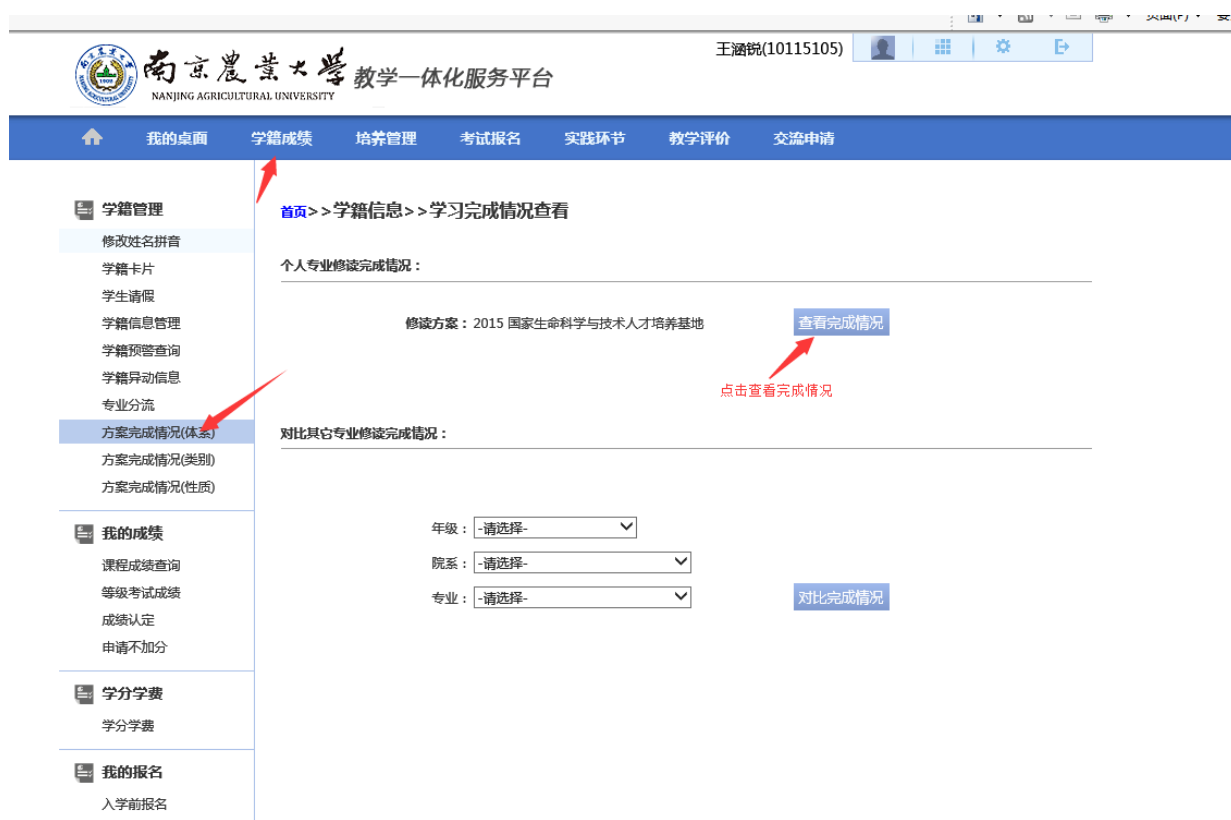 王涵锐(10115105)
南京農業大學
NANJING AGRICULTURAL UNIVERSITY
教学一体化服务平台
我的桌面 学籍成绩 培养管理 考试报名 实践环节 教学评价 交流申请
学籍管理
修改姓名拼音
学籍卡片
学生请假
学籍信息管理
学籍预警查询
学籍异动信息
专业分流
方案完成情况(体系)
方案完成情况(类别)
方案完成情况(性质)
我的成绩
课程成绩查询
等级考试成绩
成绩认定
申请不加分
学分学费
学分学费
我的报名
入学前报名
首页>>学籍信息>>学习完成情况查看
个人专业修读完成情况：
修读方案：2015 国家生命科学与技术人才培养基地 查看完成情况
点击查看完成情况
对比其它专业修读完成情况：
年级：-请选择-
院系：-请选择-
专业：-请选择- 对比完成情况